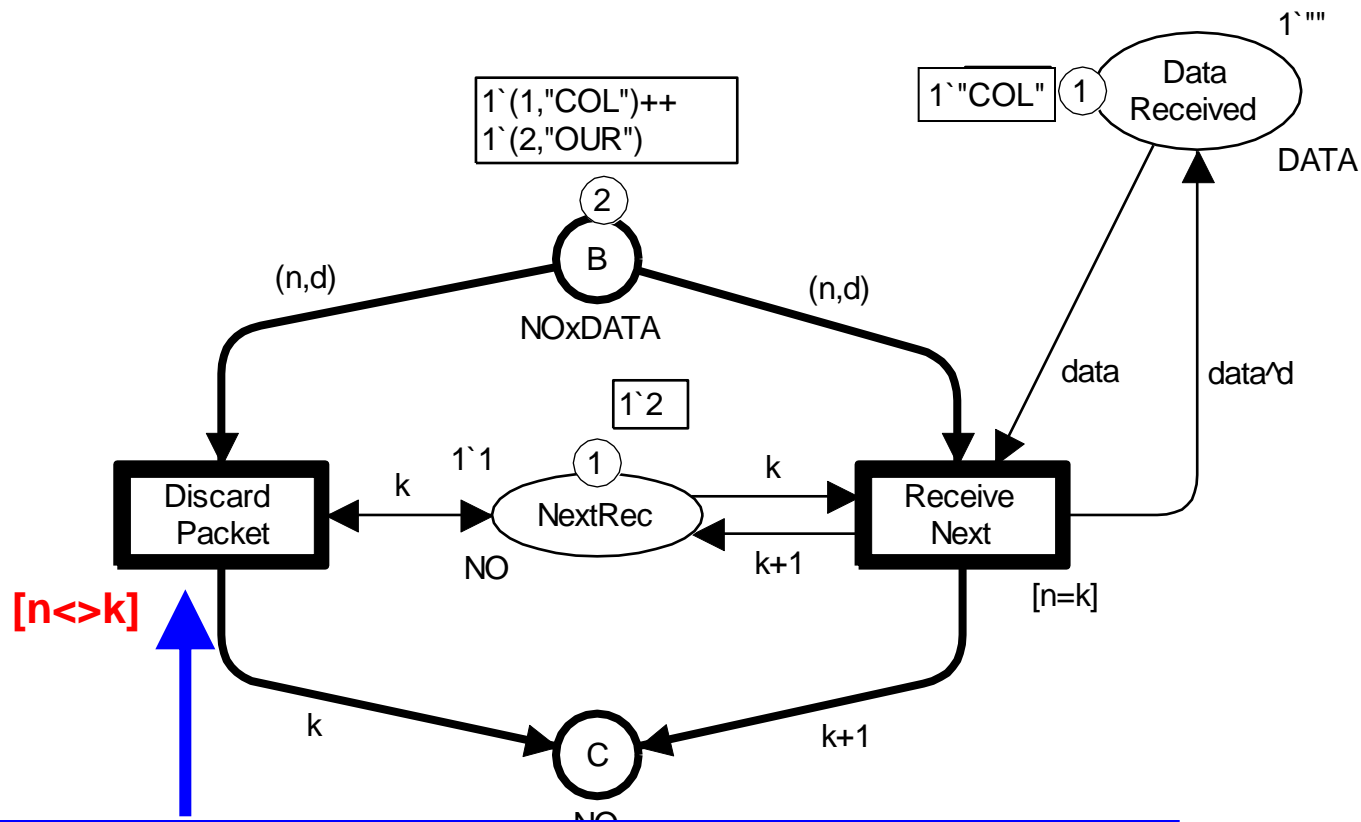 1`""
Data
Received
1`"COL"
1
DATA
1`(1,"COL")++
1`(2,"OUR")
2
B
(n,d)
(n,d)
NOxDATA
data
data^d
1`2
1`1
1
k
k
Discard
Packet
NextRec
Receive
Next
NO
k+1
[n<>k]
[n=k]
k
k+1
C
NO